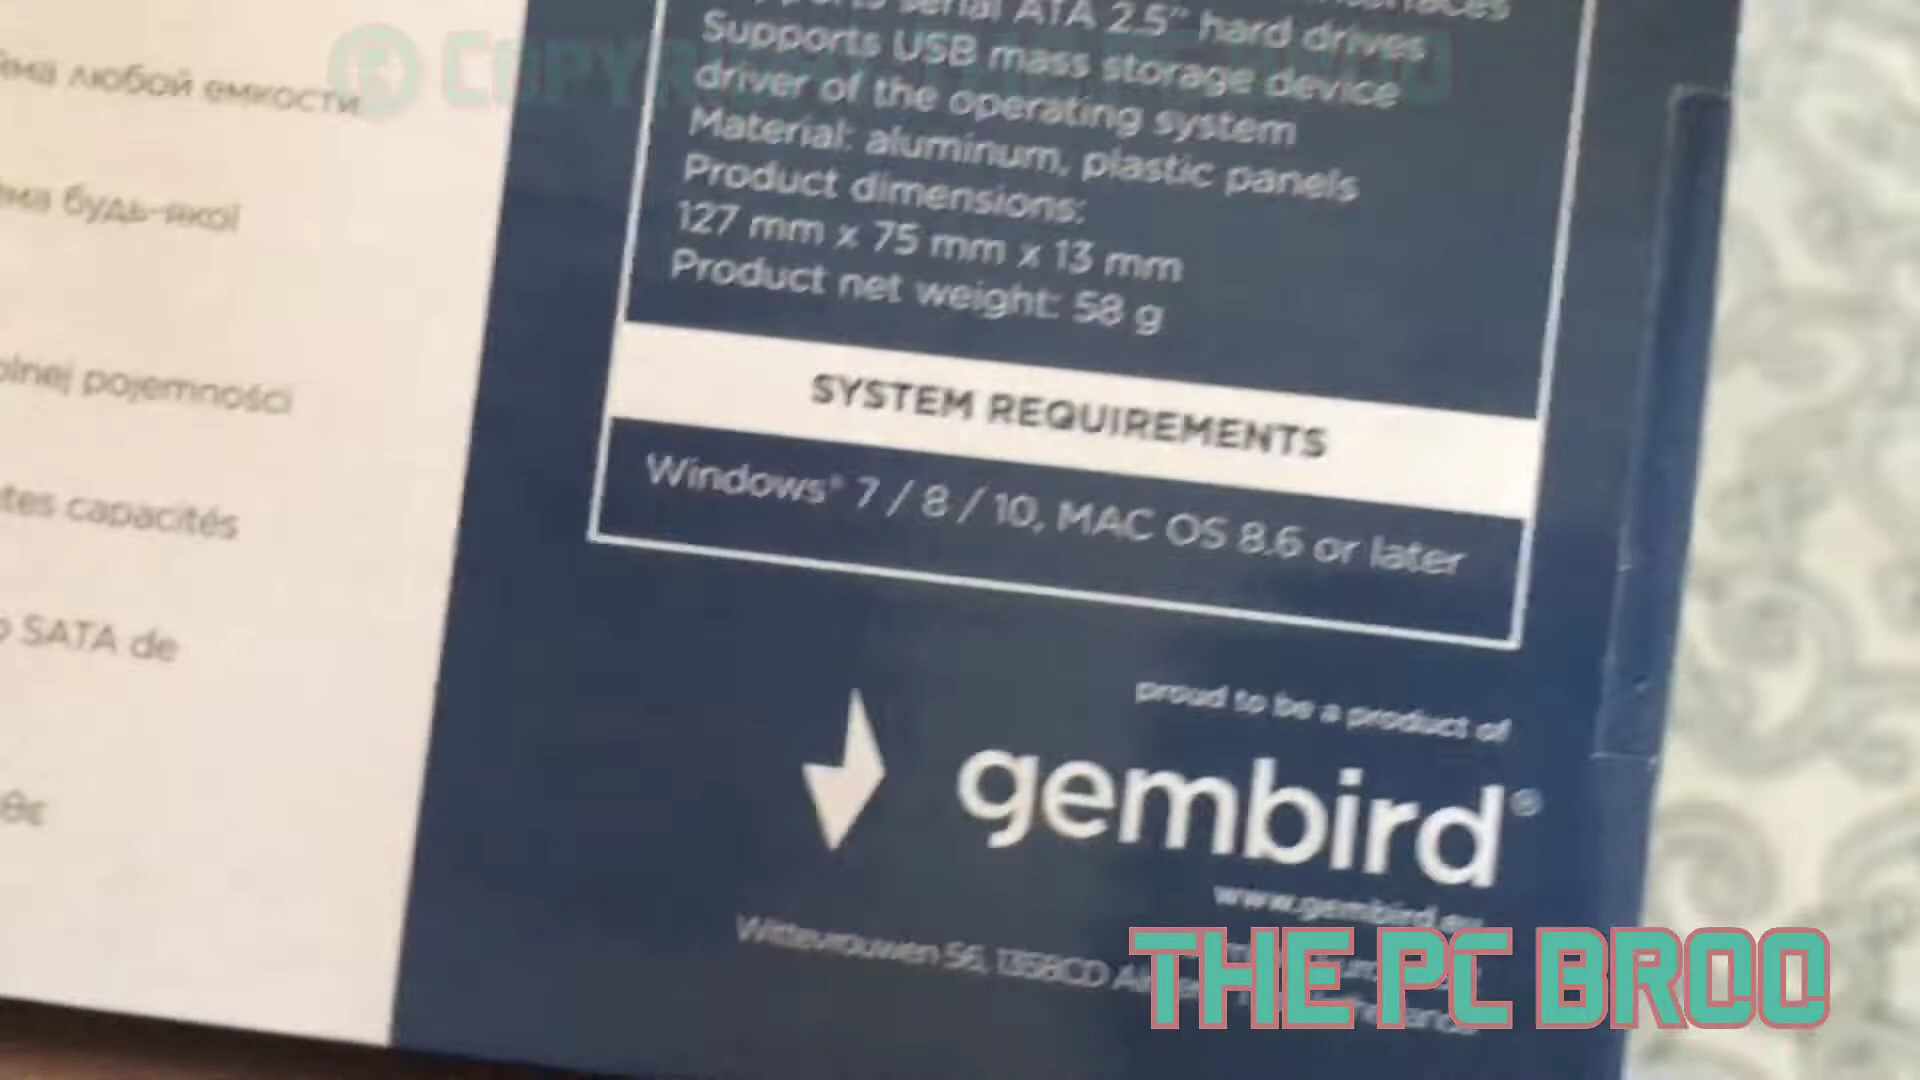 любой емкости
будь-якої
pojemności
tes capacités
SATA de
serial ATA 2.5" hard drives
Supports USB mass storage device
driver of the operating system
Material: aluminum, plastic panels
Product dimensions:
127 mm x 75 mm x 13 mm
Product net weight: 58 g
SYSTEM REQUIREMENTS
Windows® 7 / 8 / 10, MAC OS 8.6 or later
proud to be a product of
gembird®
www.gembird.eu
Wittevrouwen 56, 1358CD
THE PC BROO